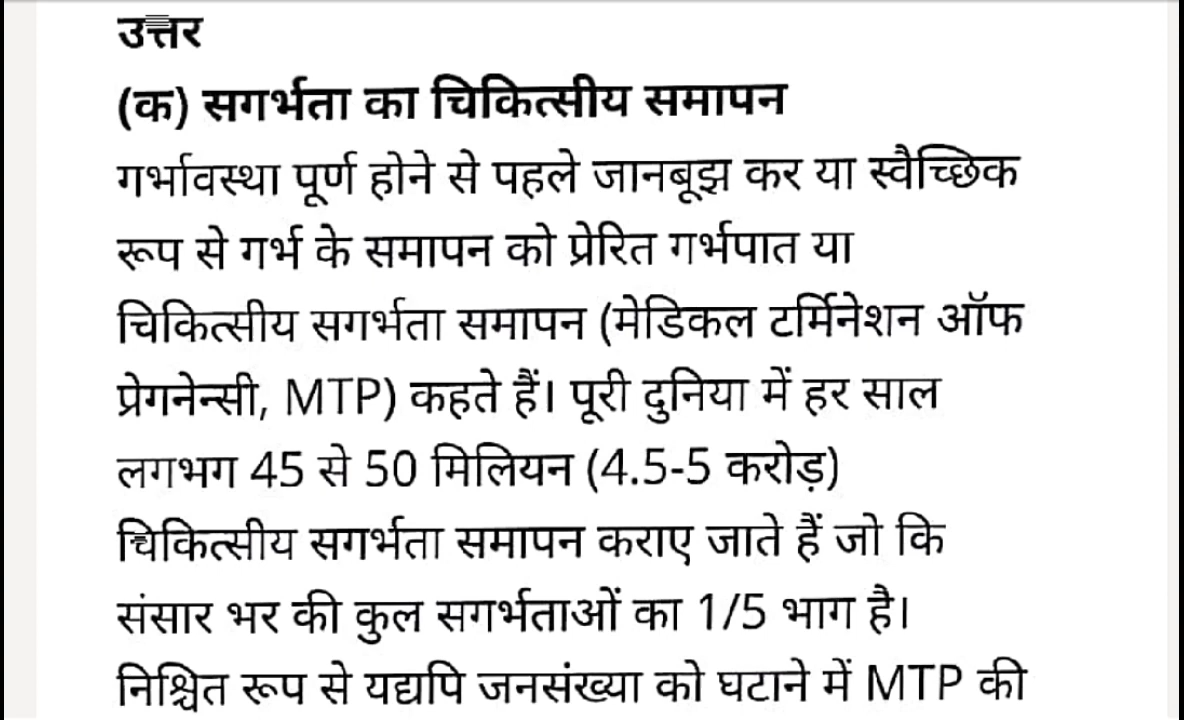 उत्तर
(क) सगर्भता का चिकित्सीय समापन
गर्भावस्था पूर्ण होने से पहले जानबूझ कर या स्वैच्छिक
रूप से गर्भ के समापन को प्रेरित गर्भपात या
चिकित्सीय सगर्भता समापन (मेडिकल टर्मिनेशन ऑफ
प्रेगनेन्सी, MTP) कहते हैं। पूरी दुनिया में हर साल
लगभग 45 से 50 मिलियन (4.5-5 करोड़)
चिकित्सीय सगर्भता समापन कराए जाते हैं जो कि
संसार भर की कुल सगर्भताओं का 1/5 भाग है।
निश्चित रूप से यद्यपि जनसंख्या को घटाने में MTP की